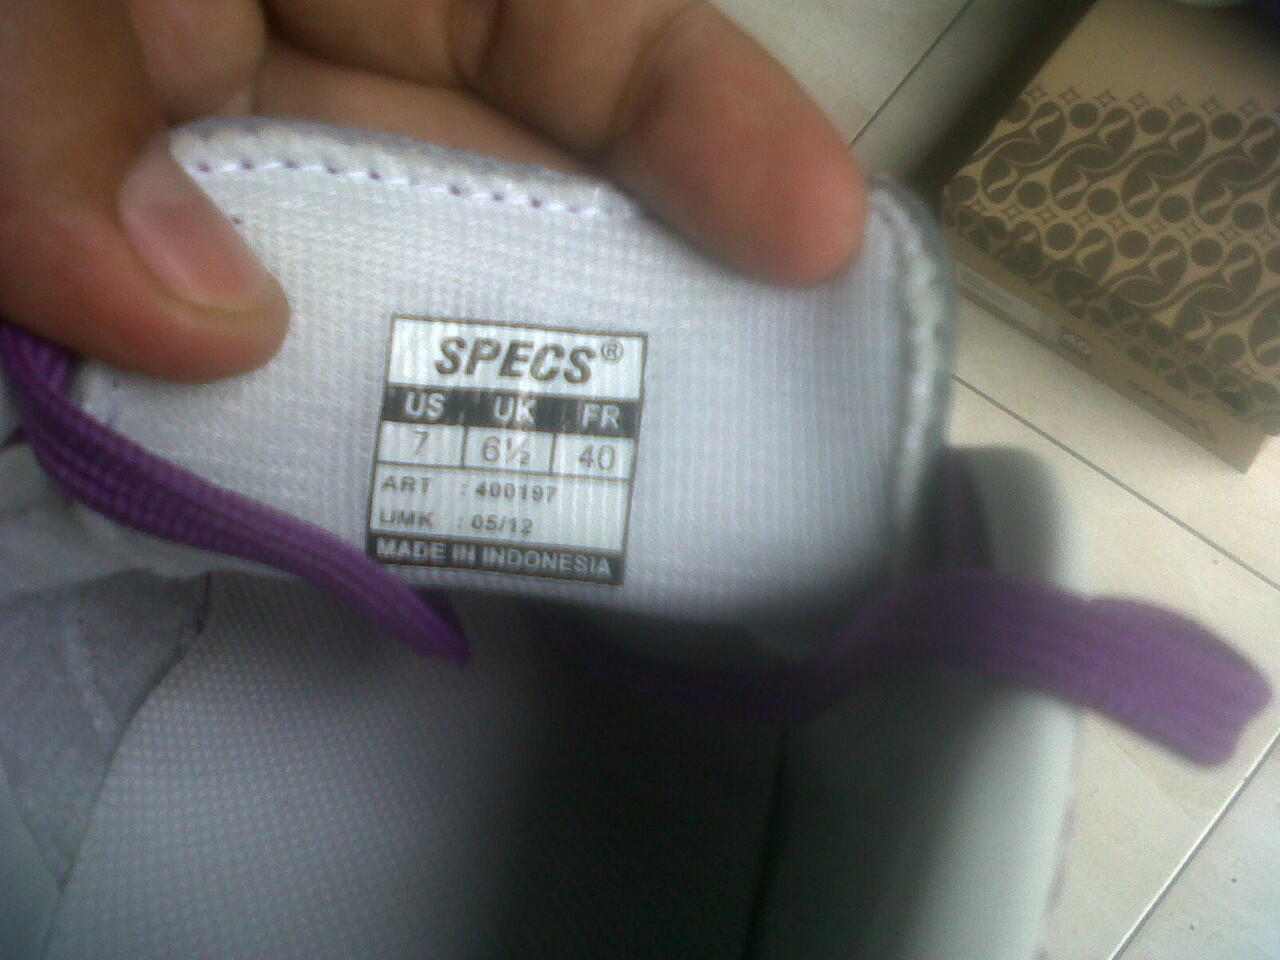 SPECS®
US UK FR
7 6½ 40
ART : 400197
UMK : 05/12
MADE IN INDONESIA